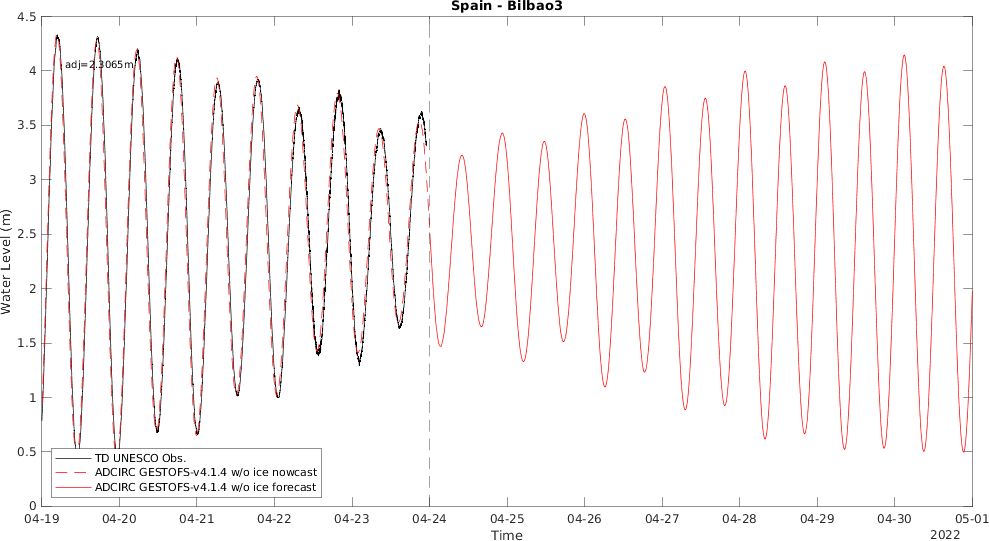 Spain - Bilbao3
4.5
4
3.5
3
2.5
2
1.5
1
0.5
0
Water Level (m)
adj=2.3065m
TD UNESCO Obs.
ADCIRC GESTOFS-v4.1.4 w/o ice nowcast
ADCIRC GESTOFS-v4.1.4 w/o ice forecast
04-19 04-20 04-21 04-22 04-23 04-24 04-25 04-26 04-27 04-28 04-29 04-30 05-01
Time
2022